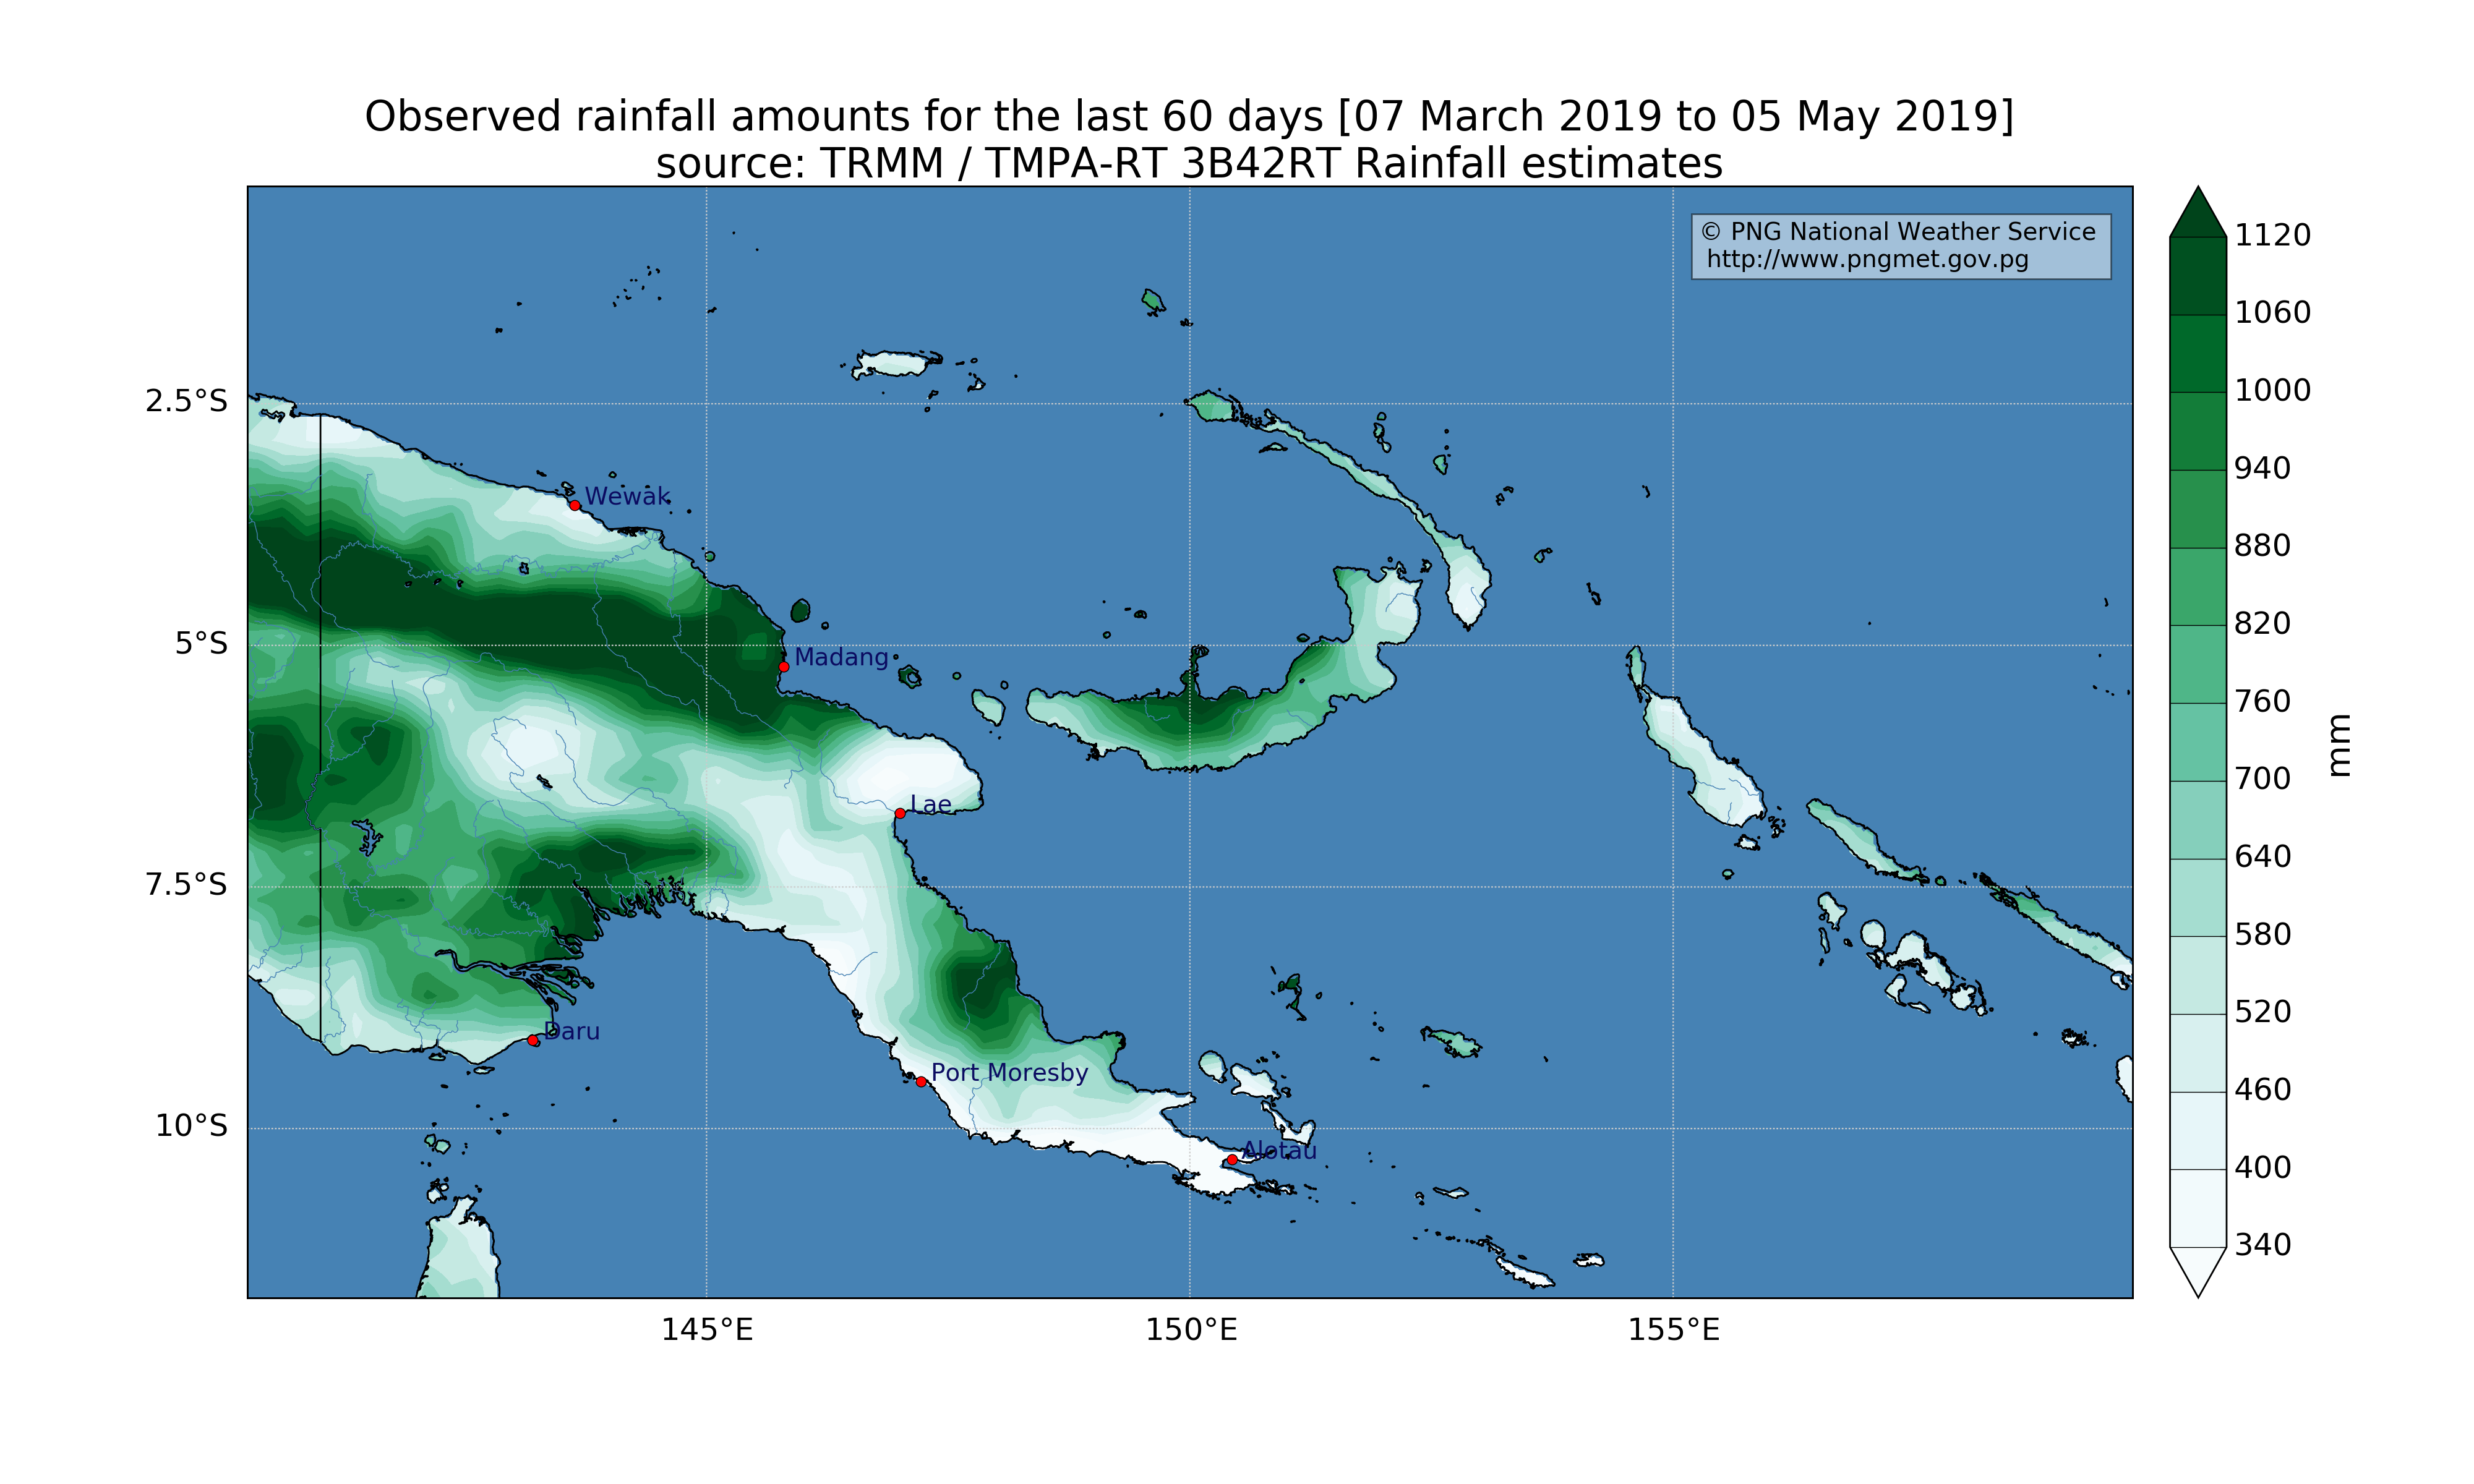 Observed rainfall amounts for the last 60 days [07 March 2019 to 05 May 2019]
source: TRMM / TMPA-RT 3B42RT Rainfall estimates
© PNG National Weather Service
http://www.pngmet.gov.pg
2.5°S
5°S
7.5°S
10°S
145°E
150°E
155°E
Wewak
Madang
Lae
Daru
Port Moresby
Alotau
1120
1060
1000
940
880
820
760
700
640
580
520
460
400
340
mm